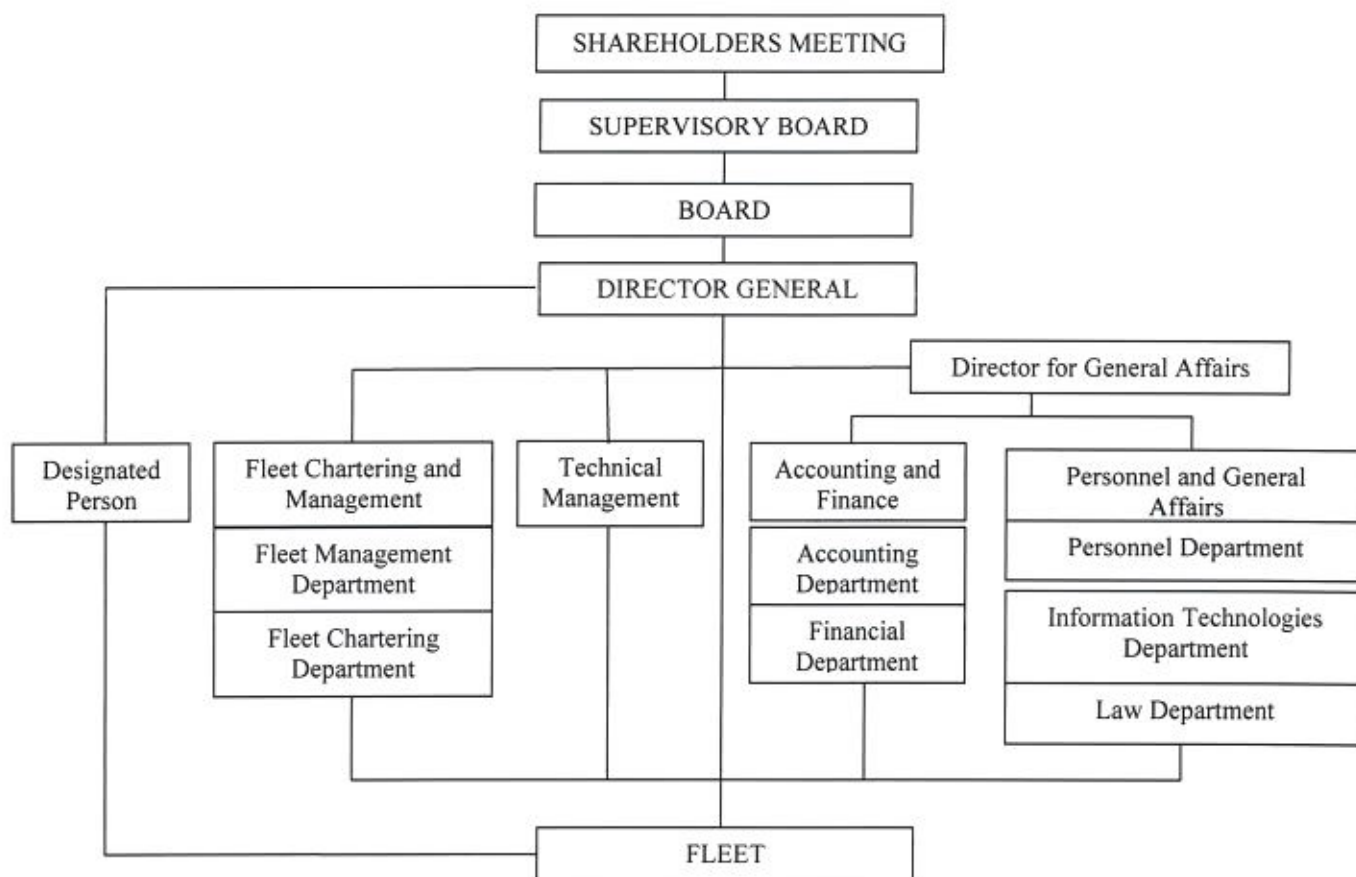 SHAREHOLDERS MEETING
SUPERVISORY BOARD
BOARD
DIRECTOR GENERAL
Director for General Affairs
Designated
Person
Fleet Chartering and
Management
Fleet Management
Department
Fleet Chartering
Department
Technical
Management
Accounting and
Finance
Accounting
Department
Financial
Department
Personnel and General
Affairs
Personnel Department
Information Technologies
Department
Law Department
FLEET